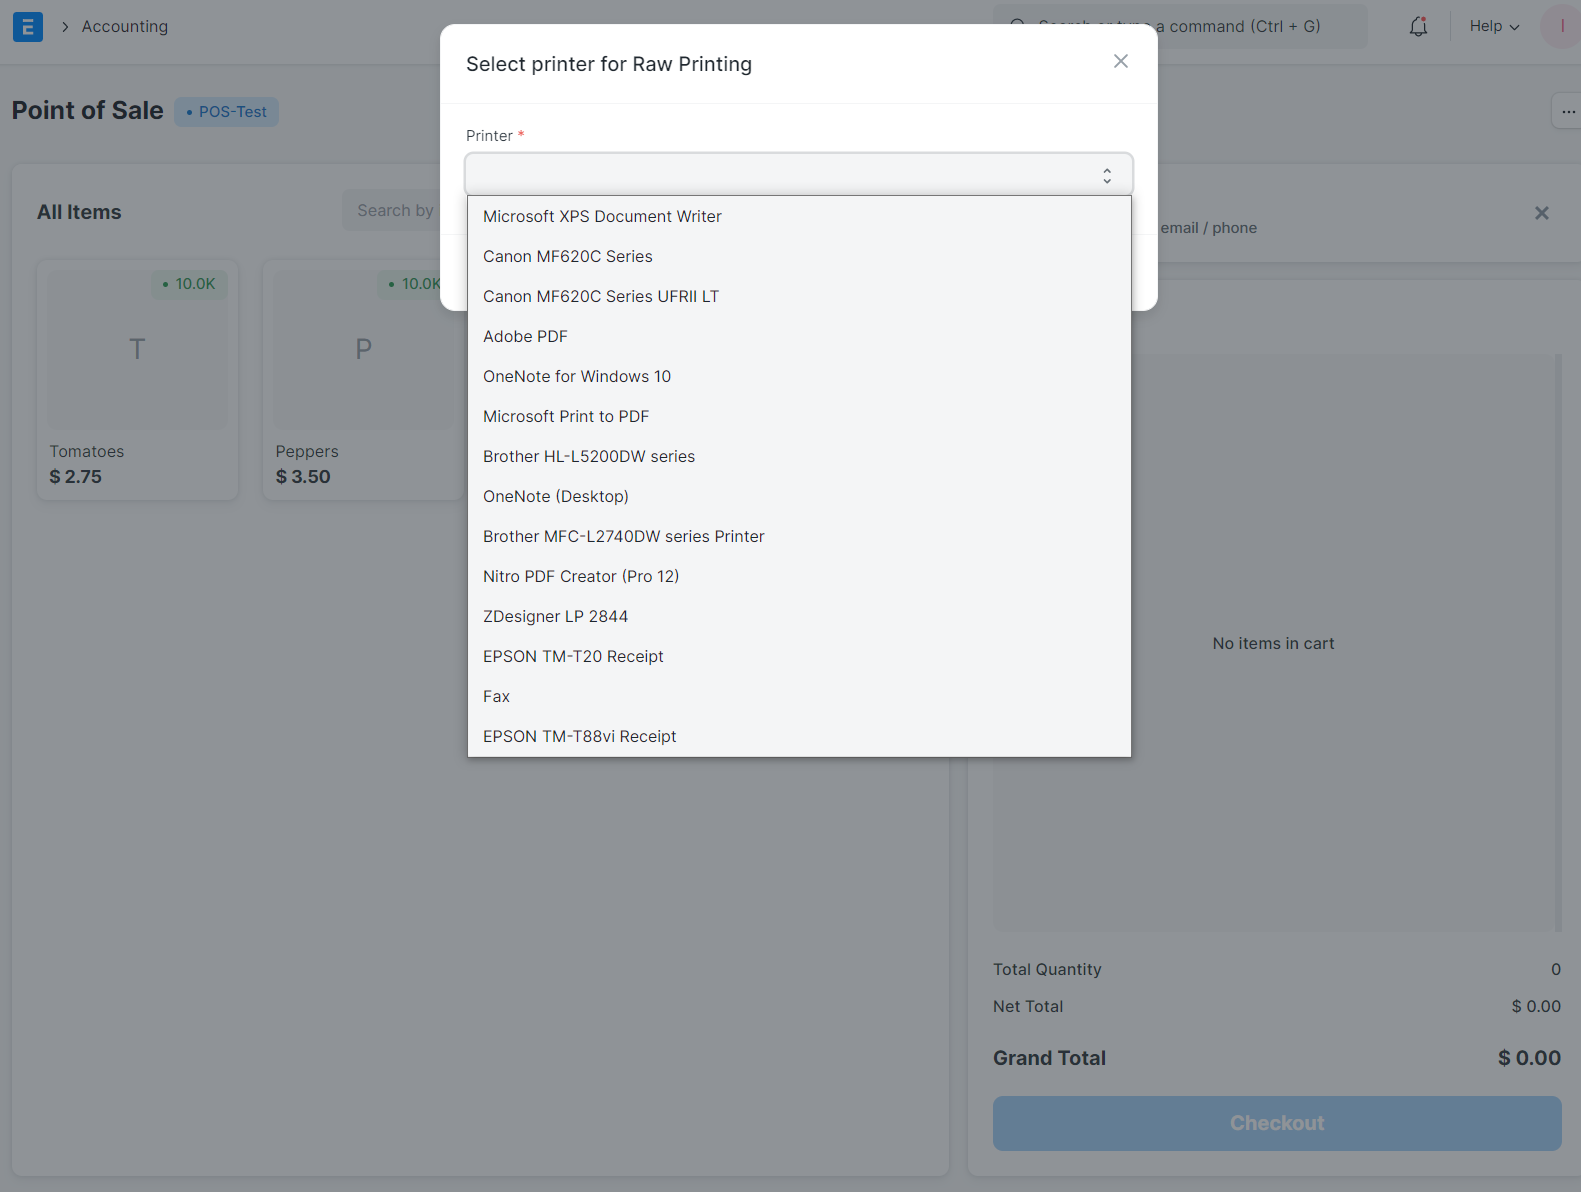 E
Accounting
Search or type a command (Ctrl + G)
Help
I
Point of Sale
• POS-Test
...
Select printer for Raw Printing
Printer *
All Items
Search by
email / phone
Microsoft XPS Document Writer
Canon MF620C Series
Canon MF620C Series UFRII LT
Adobe PDF
OneNote for Windows 10
Microsoft Print to PDF
Brother HL-L5200DW series
OneNote (Desktop)
Brother MFC-L2740DW series Printer
Nitro PDF Creator (Pro 12)
ZDesigner LP 2844
EPSON TM-T20 Receipt
Fax
EPSON TM-T88vi Receipt
• 10.0K
T
Tomatoes
$ 2.75
• 10.0K
P
Peppers
$ 3.50
No items in cart
Total Quantity 0
Net Total $ 0.00
Grand Total $ 0.00
Checkout